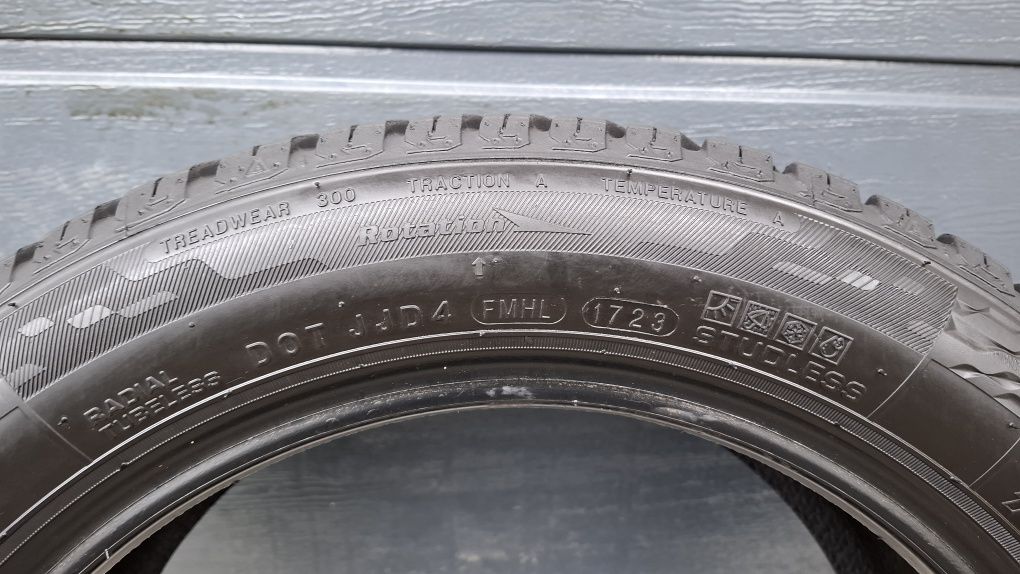 TREADWEAR 300 TRACTION A TEMPERATURE A
Rotation
DOT JJD4 FMHL 1723
STUDLESS
RADIAL
TUBELESS